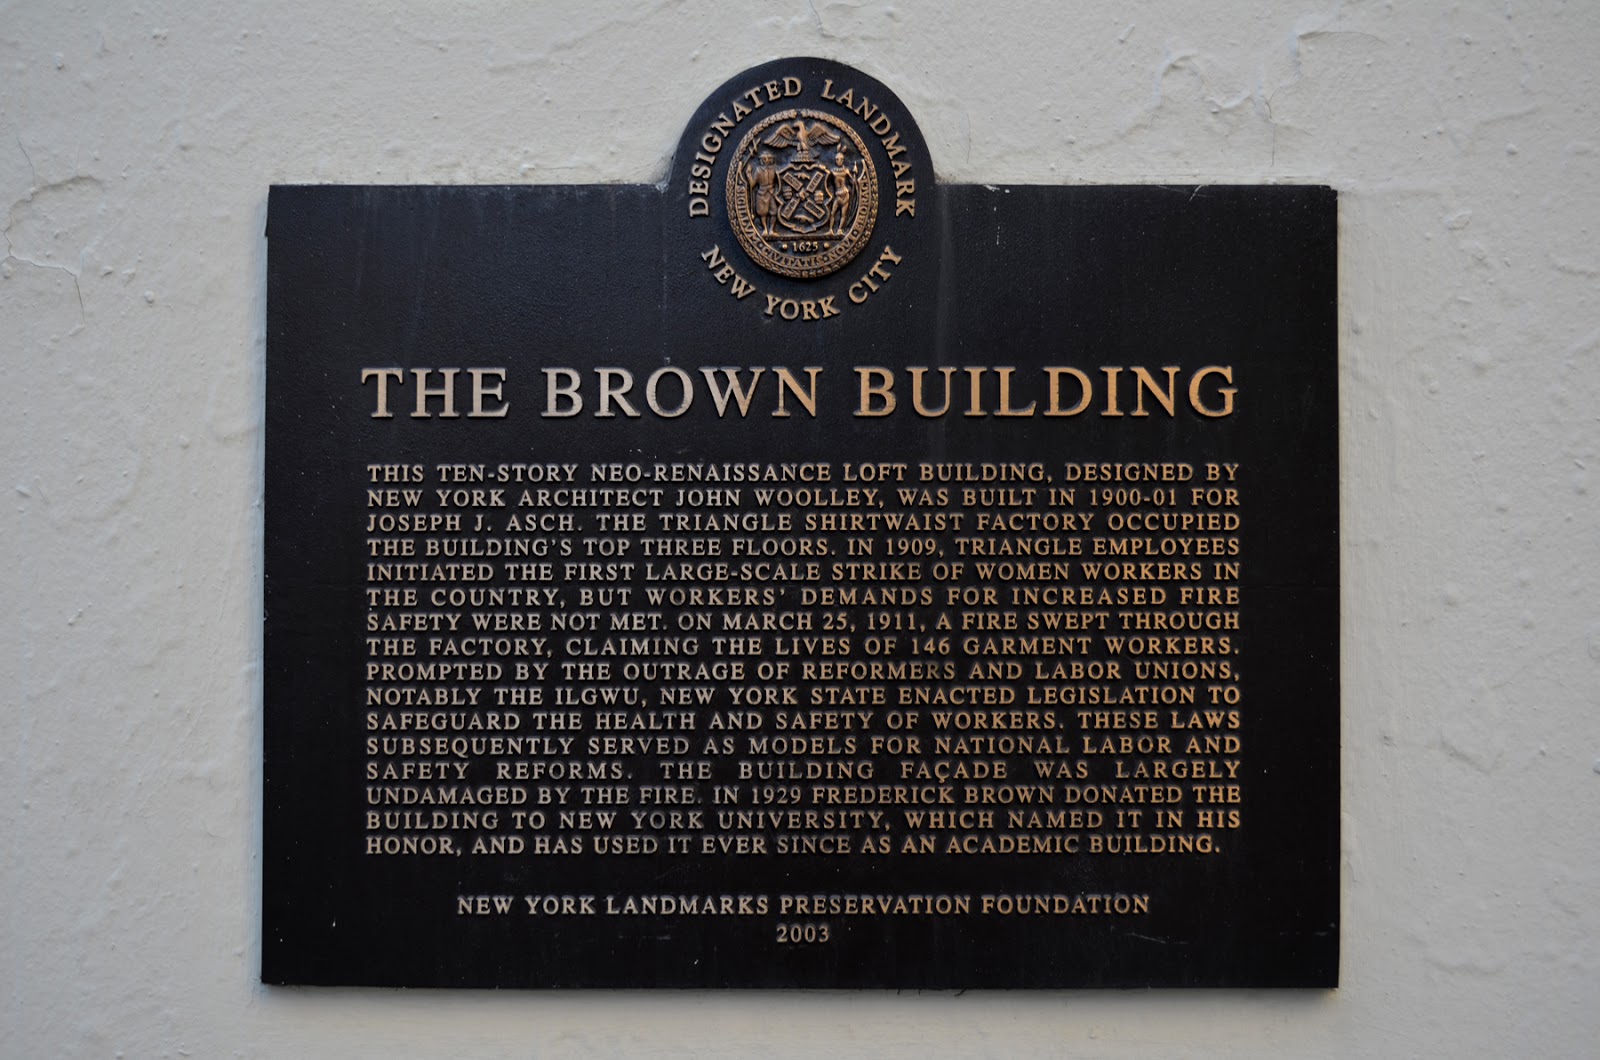 DESIGNATED LANDMARK
SIGILLUM CIVITATIS NOVI EBORACI
1625
NEW YORK CITY
THE BROWN BUILDING
THIS TEN-STORY NEO-RENAISSANCE LOFT BUILDING, DESIGNED BY
NEW YORK ARCHITECT JOHN WOOLLEY, WAS BUILT IN 1900-01 FOR
JOSEPH J. ASCH. THE TRIANGLE SHIRTWAIST FACTORY OCCUPIED
THE BUILDING'S TOP THREE FLOORS. IN 1909, TRIANGLE EMPLOYEES
INITIATED THE FIRST LARGE-SCALE STRIKE OF WOMEN WORKERS IN
THE COUNTRY, BUT WORKERS' DEMANDS FOR INCREASED FIRE
SAFETY WERE NOT MET. ON MARCH 25, 1911, A FIRE SWEPT THROUGH
THE FACTORY, CLAIMING THE LIVES OF 146 GARMENT WORKERS.
PROMPTED BY THE OUTRAGE OF REFORMERS AND LABOR UNIONS,
NOTABLY THE ILGWU, NEW YORK STATE ENACTED LEGISLATION TO
SAFEGUARD THE HEALTH AND SAFETY OF WORKERS. THESE LAWS
SUBSEQUENTLY SERVED AS MODELS FOR NATIONAL LABOR AND
SAFETY REFORMS. THE BUILDING FAÇADE WAS LARGELY
UNDAMAGED BY THE FIRE. IN 1929 FREDERICK BROWN DONATED THE
BUILDING TO NEW YORK UNIVERSITY, WHICH NAMED IT IN HIS
HONOR, AND HAS USED IT EVER SINCE AS AN ACADEMIC BUILDING.
NEW YORK LANDMARKS PRESERVATION FOUNDATION
2003